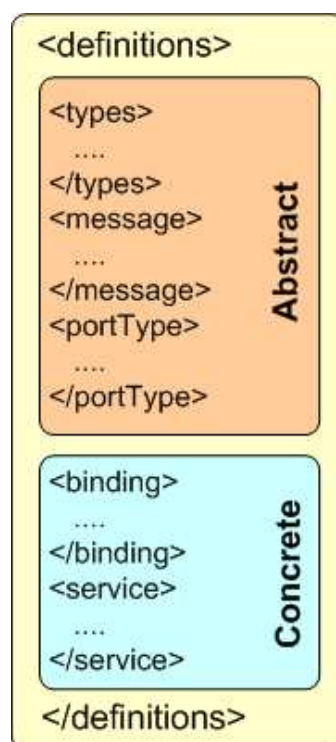 <definitions>
<types>
....
</types>
<message>
....
</message>
<portType>
....
</portType>
Abstract
<binding>
....
</binding>
<service>
....
</service>
Concrete
</definitions>